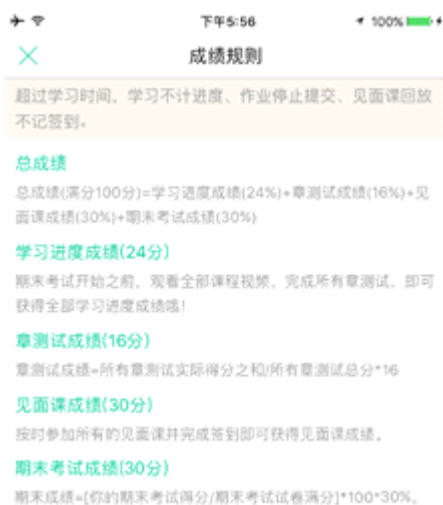 下午5:56
100%
成绩规则
超过学习时间，学习不计进度、作业停止提交、见面课回放
不记签到。
总成绩
总成绩(满分100分)=学习进度成绩(24%)+章测试成绩(16%)+见
面课成绩(30%)+期末考试成绩(30%)
学习进度成绩(24分)
期末考试开始之前，观看全部课程视频、完成所有章测试，即可
获得全部学习进度成绩哦!
章测试成绩(16分)
章测试成绩=所有章测试实际得分之和/所有章测试总分*16
见面课成绩(30分)
按时参加所有的见面课并完成签到即可获得见面课成绩。
期末考试成绩(30分)
期末成绩=[你的期末考试得分/期末考试试卷满分]*100*30%。